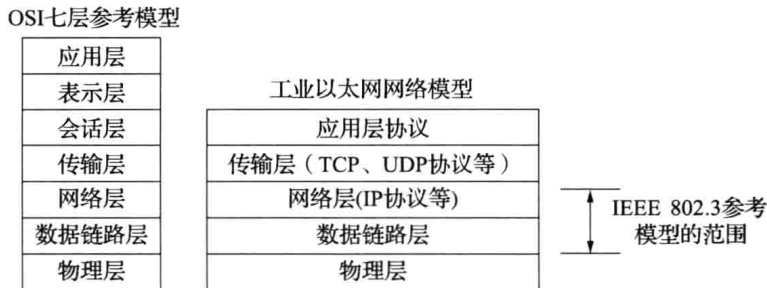 OSI七层参考模型
应用层
表示层
会话层
传输层
网络层
数据链路层
物理层
工业以太网网络模型
应用层协议
传输层（TCP、UDP协议等）
网络层(IP协议等)
数据链路层
物理层
IEEE 802.3参考
模型的范围